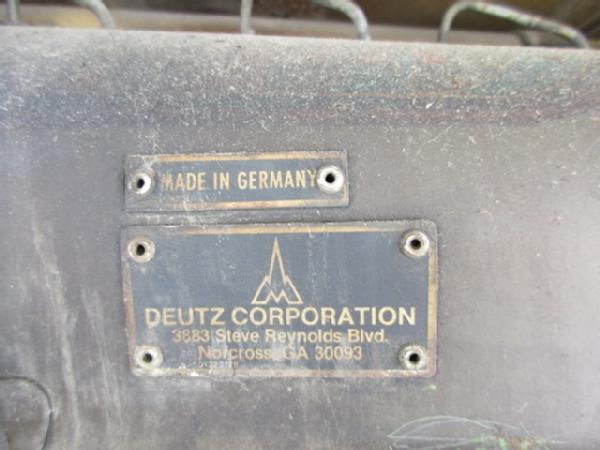 MADE IN GERMANY
DEUTZ CORPORATION
3883 Steve Reynolds Blvd.
Norcross, GA 30093